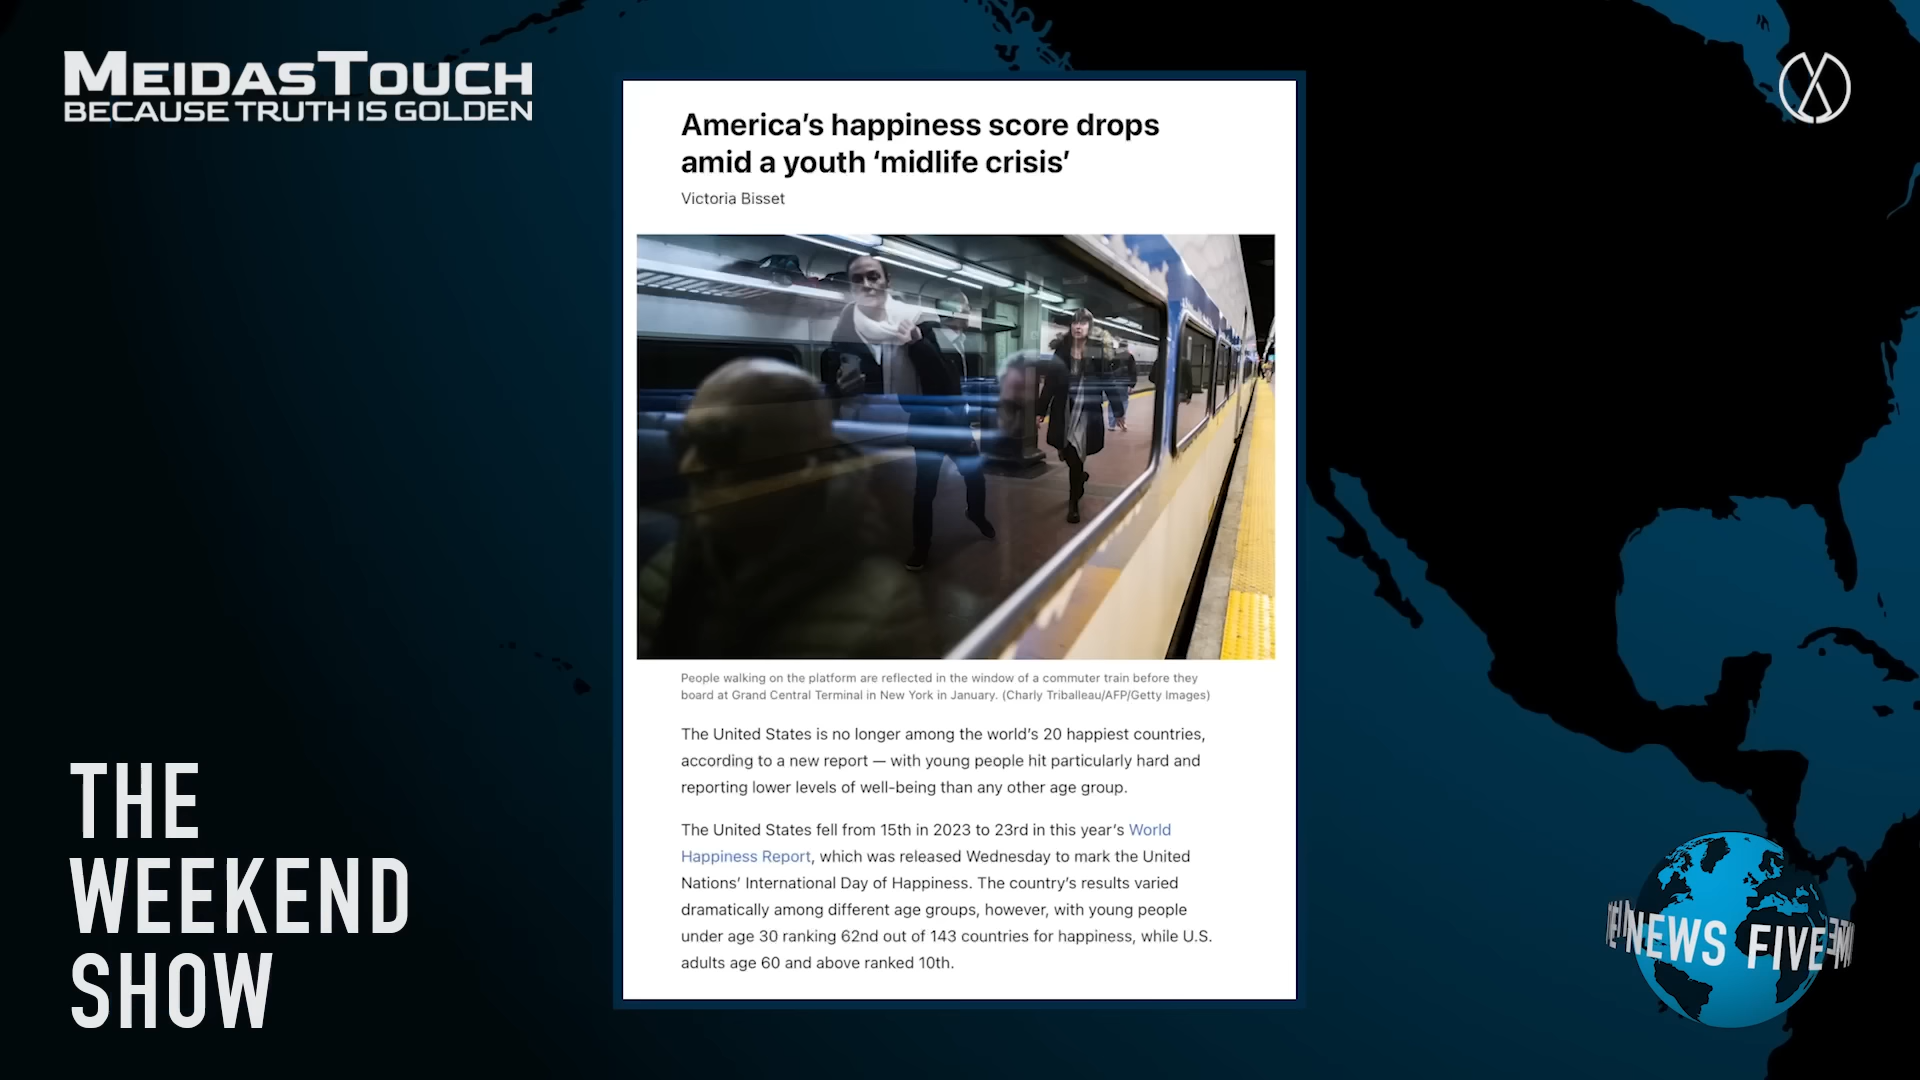 MEIDASTOUCH
BECAUSE TRUTH IS GOLDEN
America’s happiness score drops
amid a youth ‘midlife crisis’
Victoria Bisset
People walking on the platform are reflected in the window of a commuter train before they
board at Grand Central Terminal in New York in January. (Charly Triballeau/AFP/Getty Images)
The United States is no longer among the world’s 20 happiest countries,
according to a new report — with young people hit particularly hard and
reporting lower levels of well-being than any other age group.
The United States fell from 15th in 2023 to 23rd in this year’s World
Happiness Report, which was released Wednesday to mark the United
Nations’ International Day of Happiness. The country’s results varied
dramatically among different age groups, however, with young people
under age 30 ranking 62nd out of 143 countries for happiness, while U.S.
adults age 60 and above ranked 10th.
THE
WEEKEND
SHOW
NEWS FIVE